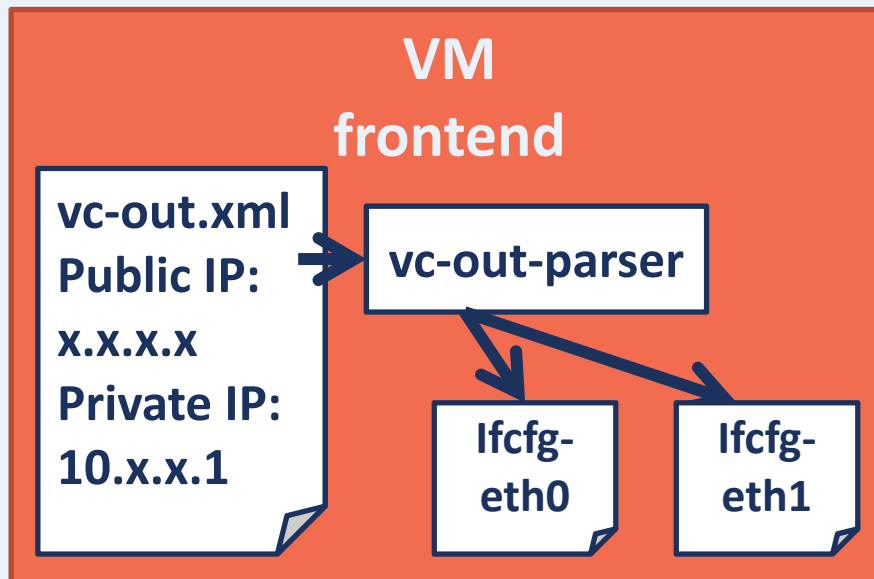 VM
frontend
vc-out.xml
Public IP:
x.x.x.x
Private IP:
10.x.x.1
vc-out-parser
Ifcfg-
eth0
Ifcfg-
eth1